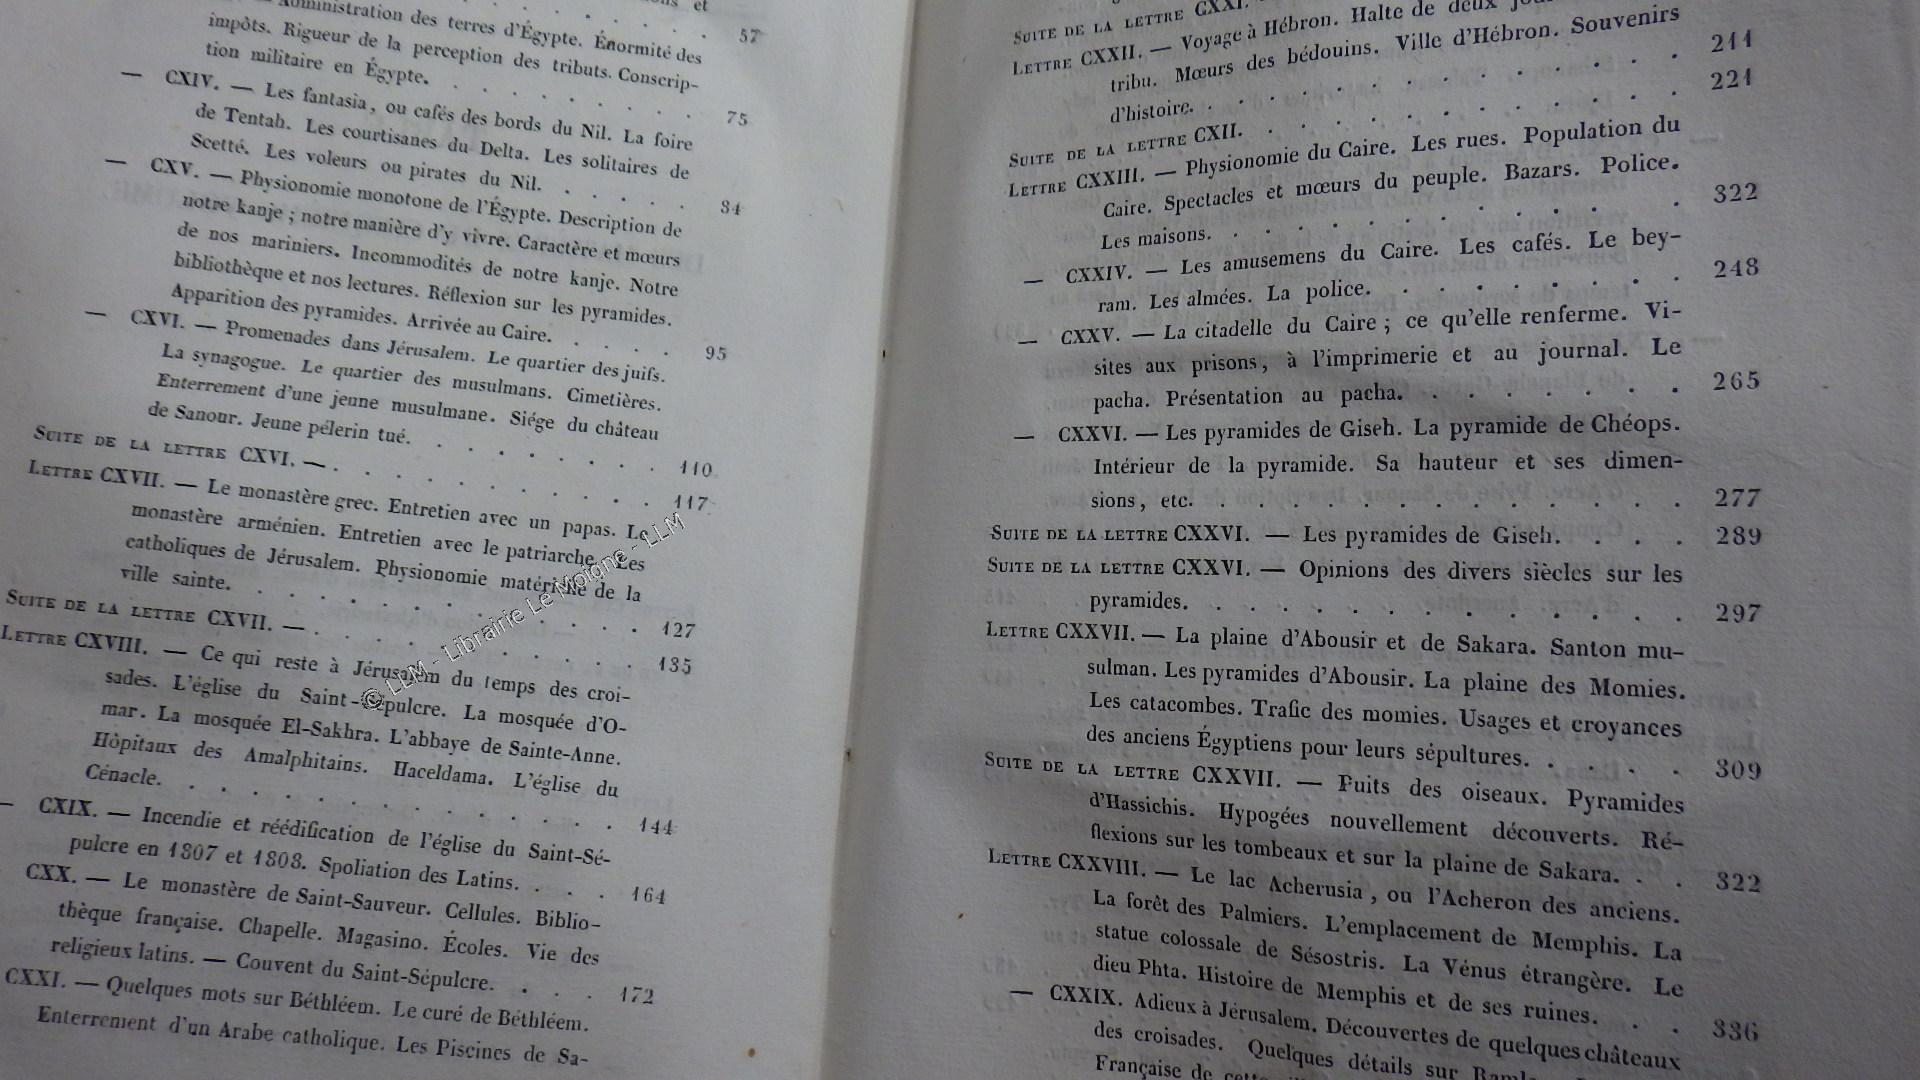 et
57
Administration des terres d'Égypte. Énormité des
impôts. Rigueur de la perception des tributs. Conscrip-
tion militaire en Égypte. . . . . . . . . 75
— CXIV. — Les fantasia, ou cafés des bords du Nil. La foire
de Tentah. Les courtisanes du Delta. Les solitaires de
Scetté. Les voleurs ou pirates du Nil. . . . . . 84
— CXV. — Physionomie monotone de l'Égypte. Description de
notre kanje ; notre manière d'y vivre. Caractère et mœurs
de nos mariniers. Incommodités de notre kanje. Notre
bibliothèque et nos lectures. Réflexion sur les pyramides.
Apparition des pyramides. Arrivée au Caire. . . . . 95
— CXVI. — Promenades dans Jérusalem. Le quartier des juifs.
La synagogue. Le quartier des musulmans. Cimetières.
Enterrement d'une jeune musulmane. Siége du château
de Sanour. Jeune pélerin tué. . . . . . . . 110
SUITE DE LA LETTRE CXVI. — . . . . . . . . . . 117
LETTRE CXVII. — Le monastère grec. Entretien avec un papas. Le
monastère arménien. Entretien avec le patriarche. Les
catholiques de Jérusalem. Physionomie matérielle de la
ville sainte. . . . . . . . . . . . . 127
SUITE DE LA LETTRE CXVII. — . . . . . . . . . . 135
LETTRE CXVIII. — Ce qui reste à Jérusalem du temps des croi-
sades. L'église du Saint-Sépulcre. La mosquée d'O-
mar. La mosquée El-Sakhra. L'abbaye de Sainte-Anne.
Hôpitaux des Amalphitains. Haceldama. L'église du
Cénacle. . . . . . . . . . . . . . . 144
— CXIX. — Incendie et réédification de l'église du Saint-Sé-
pulcre en 1807 et 1808. Spoliation des Latins. . . . 164
CXX. — Le monastère de Saint-Sauveur. Cellules. Biblio-
thèque française. Chapelle. Magasino. Écoles. Vie des
religieux latins. — Couvent du Saint-Sépulcre. . . . 172
CXXI. — Quelques mots sur Béthléem. Le curé de Béthléem.
Enterrement d'un Arabe catholique. Les Piscines de Sa-
© LLM - Librairie Le Moigne - LLM
SUITE DE LA LETTRE CXXI.
LETTRE CXXII. — Voyage à Hébron. Halte de deux
tribu. Mœurs des bédouins. Ville d'Hébron. Souvenirs
d'histoire. . . . . . . . . . . . . . 211
SUITE DE LA LETTRE CXII. . . . . . . . . . . . 221
LETTRE CXXIII. — Physionomie du Caire. Les rues. Population du
Caire. Spectacles et mœurs du peuple. Bazars. Police.
Les maisons. . . . . . . . . . . . . 322
— CXXIV. — Les amusemens du Caire. Les cafés. Le bey-
ram. Les almées. La police. . . . . . . . . 248
— CXXV. — La citadelle du Caire ; ce qu'elle renferme. Vi-
sites aux prisons, à l'imprimerie et au journal. Le
pacha. Présentation au pacha. . . . . . . . 265
— CXXVI. — Les pyramides de Giseh. La pyramide de Chéops.
Intérieur de la pyramide. Sa hauteur et ses dimen-
sions, etc. . . . . . . . . . . . . . 277
SUITE DE LA LETTRE CXXVI. — Les pyramides de Giseh. . . . 289
SUITE DE LA LETTRE CXXVI. — Opinions des divers siècles sur les
pyramides. . . . . . . . . . . . . . 297
LETTRE CXXVII. — La plaine d'Abousir et de Sakara. Santon mu-
sulman. Les pyramides d'Abousir. La plaine des Momies.
Les catacombes. Trafic des momies. Usages et croyances
des anciens Égyptiens pour leurs sépultures. . . . . 309
SUITE DE LA LETTRE CXXVII. — Fuits des oiseaux. Pyramides
d'Hassichis. Hypogées nouvellement découverts. Ré-
flexions sur les tombeaux et sur la plaine de Sakara. . . 322
LETTRE CXXVIII. — Le lac Acherusia, ou l'Acheron des anciens.
La forêt des Palmiers. L'emplacement de Memphis. La
statue colossale de Sésostris. La Vénus étrangère. Le
dieu Phta. Histoire de Memphis et de ses ruines. . . 336
— CXXIX. Adieux à Jérusalem. Découvertes de quelques châteaux
des croisades. Quelques détails sur
Française de